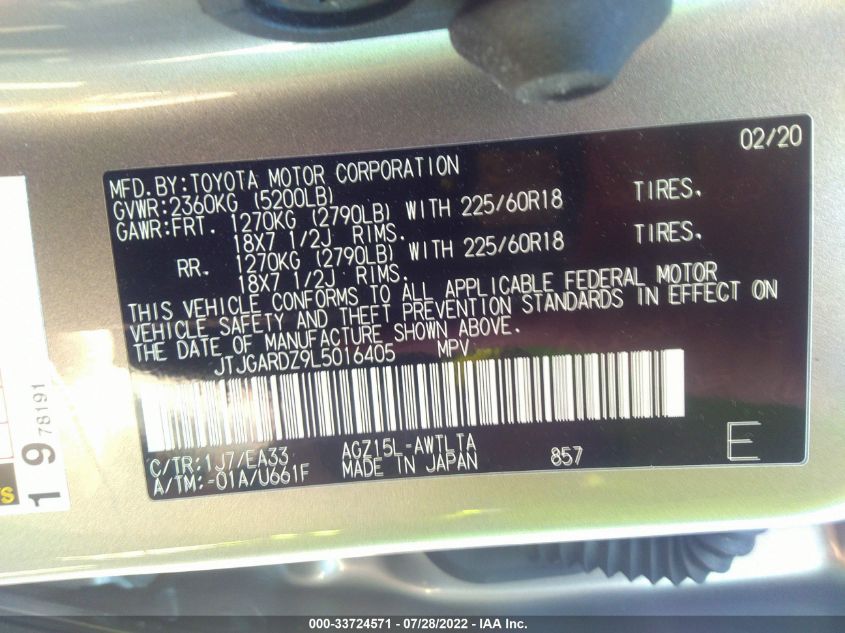 02/20
MFD.BY:TOYOTA MOTOR CORPORATION
GVWR:2360KG (5200LB)
GAWR:FRT. 1270KG (2790LB) WITH 225/60R18 TIRES.
18X7 1/2J RIMS.
RR. 1270KG (2790LB) WITH 225/60R18 TIRES.
18X7 1/2J RIMS.
THIS VEHICLE CONFORMS TO ALL APPLICABLE FEDERAL MOTOR
VEHICLE SAFETY AND THEFT PREVENTION STANDARDS IN EFFECT ON
THE DATE OF MANUFACTURE SHOWN ABOVE.
JTJGARDZ9L5016405 MPV
C/TR:1J7/EA33 AGZ15L-AWTLTA
A/TM:-01A/U661F MADE IN JAPAN 857 E
19 78191
000-33724571 / 07/28/2022 - IAA Inc.